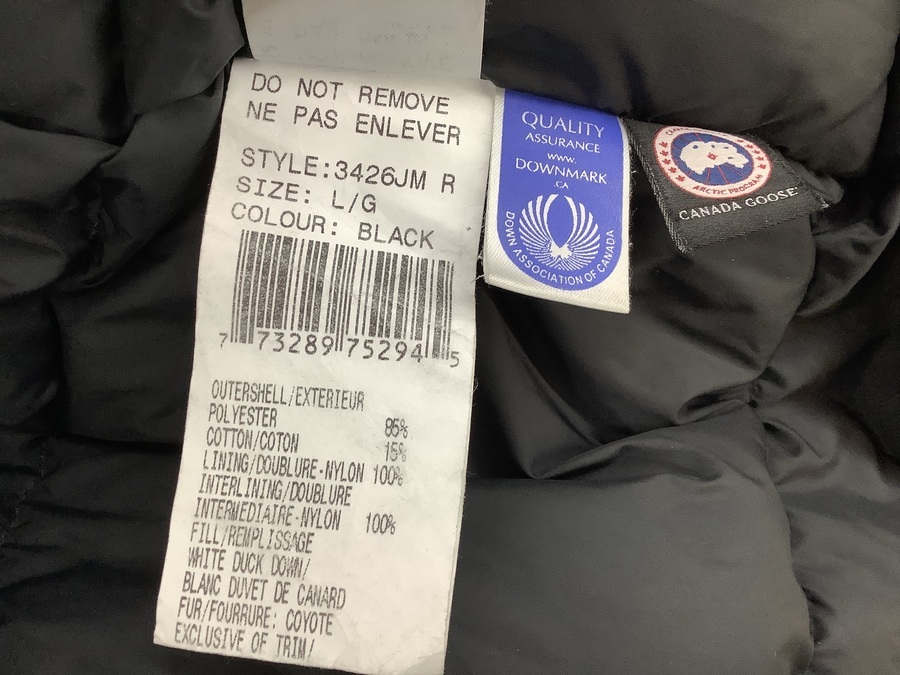 DO NOT REMOVE
NE PAS ENLEVER
STYLE:3426JM R
SIZE: L/G
COLOUR: BLACK
7 73289 75294 5
OUTERSHELL/EXTERIEUR
POLYESTER 85%
COTTON/COTON 15%
LINING/DOUBLURE-NYLON 100%
INTERLINING/DOUBLURE
INTERMEDIAIRE-NYLON 100%
FILL/REMPLISSAGE
WHITE DUCK DOWN/
BLANC DUVET DE CANARD
FUR/FOURRURE: COYOTE
EXCLUSIVE OF TRIM/
QUALITY
ASSURANCE
www.
DOWNMARK
.CA
DOWN ASSOCIATION OF CANADA
ARCTIC PROGRAM
CANADA GOOSE